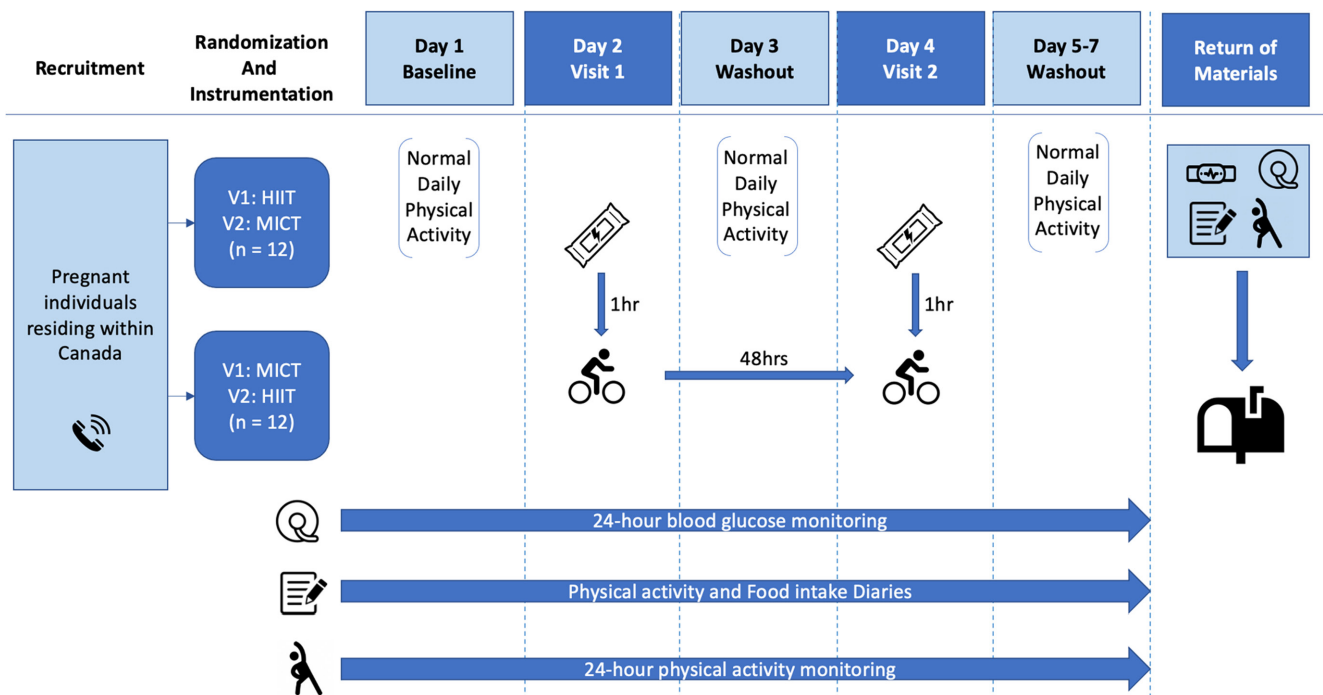 Recruitment
Randomization
And
Instrumentation
Day 1
Baseline
Day 2
Visit 1
Day 3
Washout
Day 4
Visit 2
Day 5-7
Washout
Return of
Materials
Pregnant
individuals
residing within
Canada
V1: HIIT
V2: MICT
(n = 12)
V1: MICT
V2: HIIT
(n = 12)
Normal
Daily
Physical
Activity
1hr
48hrs
Normal
Daily
Physical
Activity
1hr
Normal
Daily
Physical
Activity
24-hour blood glucose monitoring
Physical activity and Food intake Diaries
24-hour physical activity monitoring